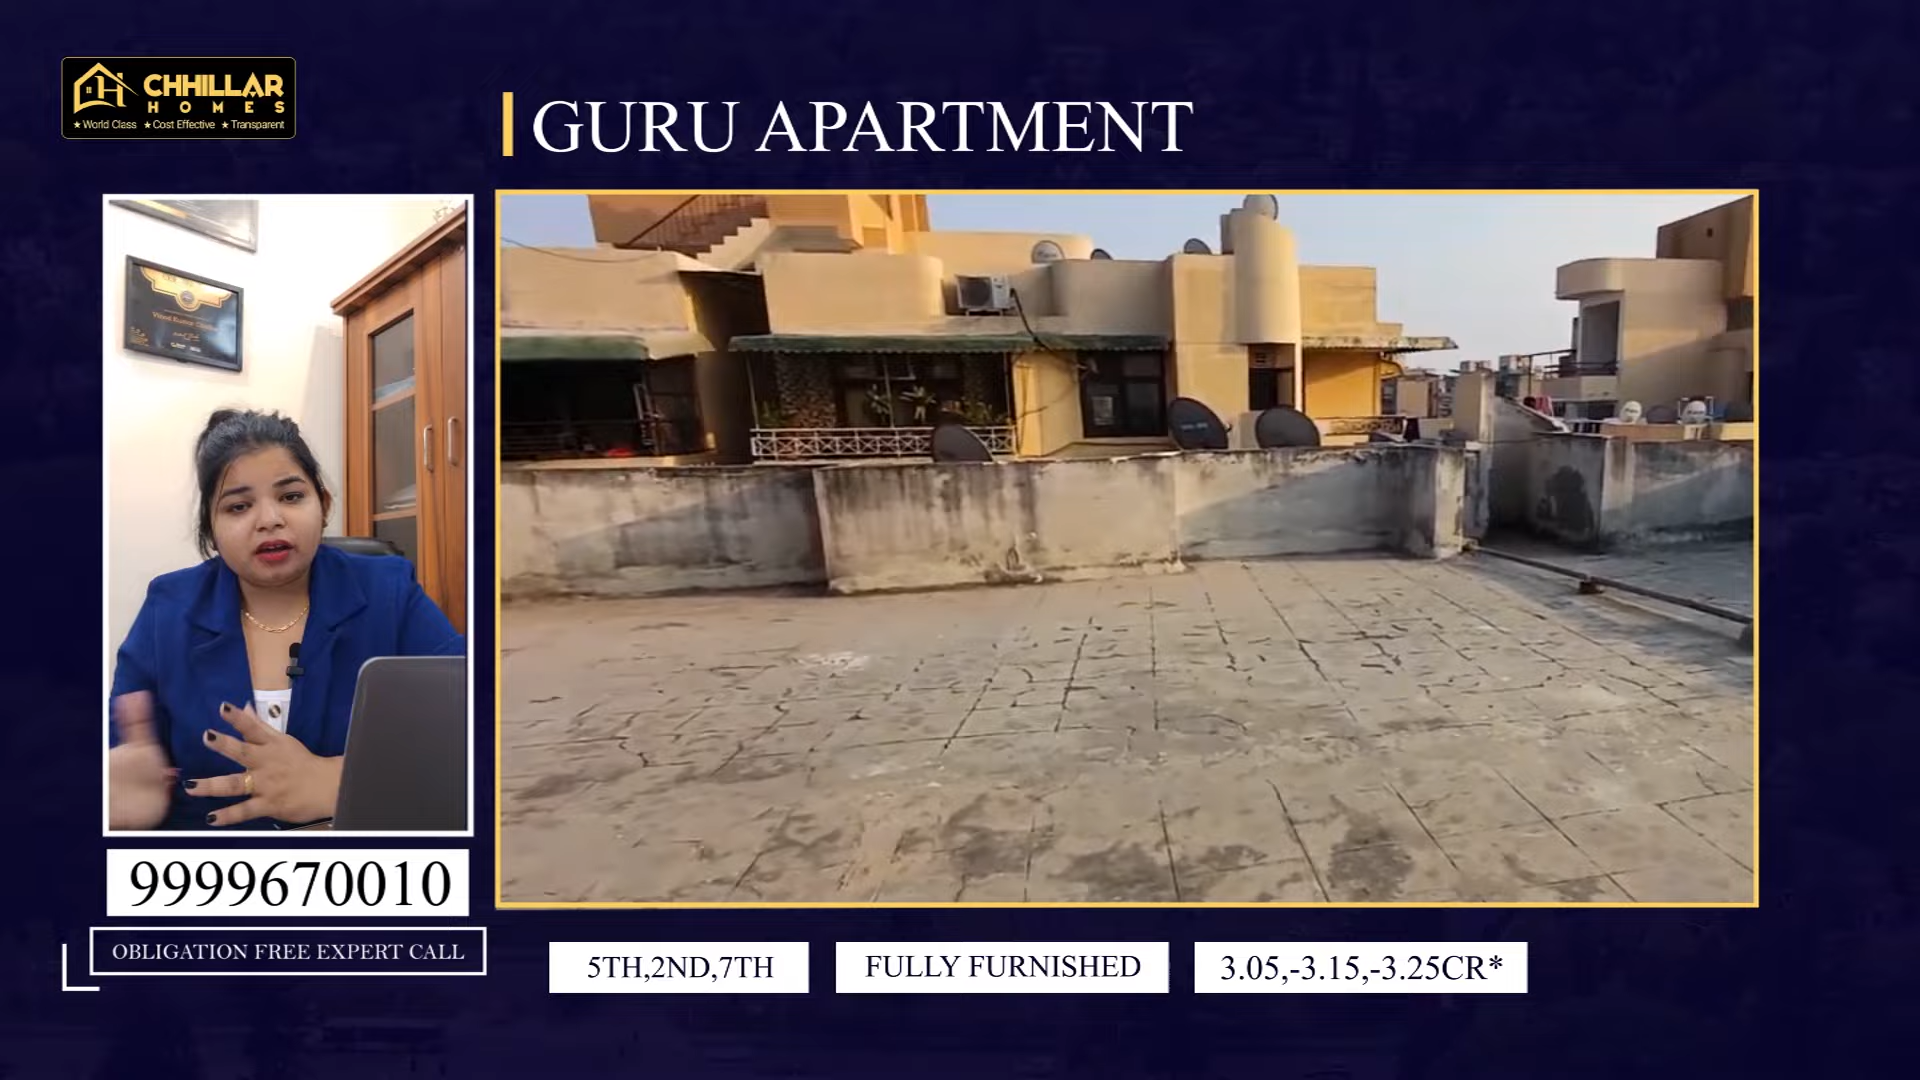 CHHILLAR
HOMES
★World Class ★Cost Effective ★Transparent
GURU APARTMENT
9999670010
OBLIGATION FREE EXPERT CALL
5TH,2ND,7TH
FULLY FURNISHED
3.05,-3.15,-3.25CR*